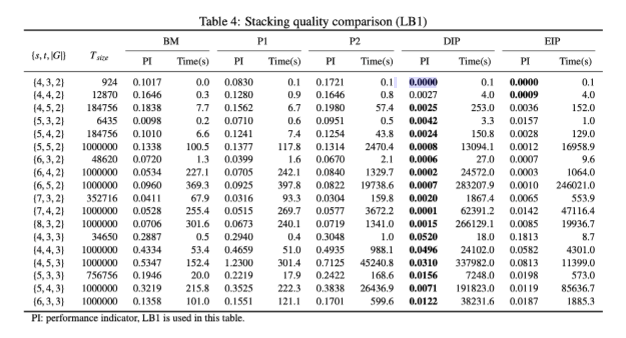 Table 4: Stacking quality comparison (LB1)
BM P1 P2 DIP EIP
{s,t,|G|} T_size PI Time(s) PI Time(s) PI Time(s) PI Time(s) PI Time(s)
{4,3,2} 924 0.1017 0.0 0.0830 0.1 0.1721 0.1 0.0000 0.1 0.0000 0.1
{4,4,2} 12870 0.1646 0.3 0.1280 0.9 0.1646 0.8 0.0027 4.0 0.0009 4.0
{4,5,2} 184756 0.1838 7.7 0.1562 6.7 0.1980 57.4 0.0025 253.0 0.0036 152.0
{5,3,2} 6435 0.0098 0.2 0.0710 0.6 0.0951 0.5 0.0042 3.3 0.0157 1.0
{5,4,2} 184756 0.1010 6.6 0.1241 7.4 0.1254 43.8 0.0024 150.8 0.0028 129.0
{5,5,2} 1000000 0.1338 100.5 0.1377 117.8 0.1314 2470.4 0.0008 13094.1 0.0012 16958.9
{6,3,2} 48620 0.0720 1.3 0.0399 1.6 0.0670 2.1 0.0006 27.0 0.0007 9.6
{6,4,2} 1000000 0.0534 227.1 0.0705 242.1 0.0840 1329.7 0.0002 24572.0 0.0003 1064.0
{6,5,2} 1000000 0.0960 369.3 0.0925 397.8 0.0822 19738.6 0.0007 283207.9 0.0010 246021.0
{7,3,2} 352716 0.0411 67.9 0.0316 93.3 0.0304 159.8 0.0020 1867.4 0.0065 553.9
{7,4,2} 1000000 0.0528 255.4 0.0515 269.7 0.0577 3672.2 0.0001 62391.2 0.0142 47116.4
{8,3,2} 1000000 0.0706 301.6 0.0673 240.1 0.0719 1341.0 0.0015 266129.1 0.0085 19936.7
{4,3,3} 34650 0.2887 0.5 0.2940 0.4 0.3048 1.0 0.0520 18.0 0.1813 8.7
{4,4,3} 1000000 0.4334 53.4 0.4659 51.0 0.4935 988.1 0.0496 24102.0 0.0582 4301.0
{4,5,3} 1000000 0.5347 152.4 1.2300 301.4 0.7125 45240.8 0.0310 337982.0 0.0813 11399.0
{5,3,3} 756756 0.1946 20.0 0.2219 17.9 0.2422 168.6 0.0156 7248.0 0.0198 573.0
{5,4,3} 1000000 0.3219 215.8 0.3525 222.3 0.3838 26436.9 0.0071 191823.0 0.0119 85636.7
{6,3,3} 1000000 0.1358 101.0 0.1551 121.1 0.1701 599.6 0.0122 38231.6 0.0187 1885.3
PI: performance indicator, LB1 is used in this table.